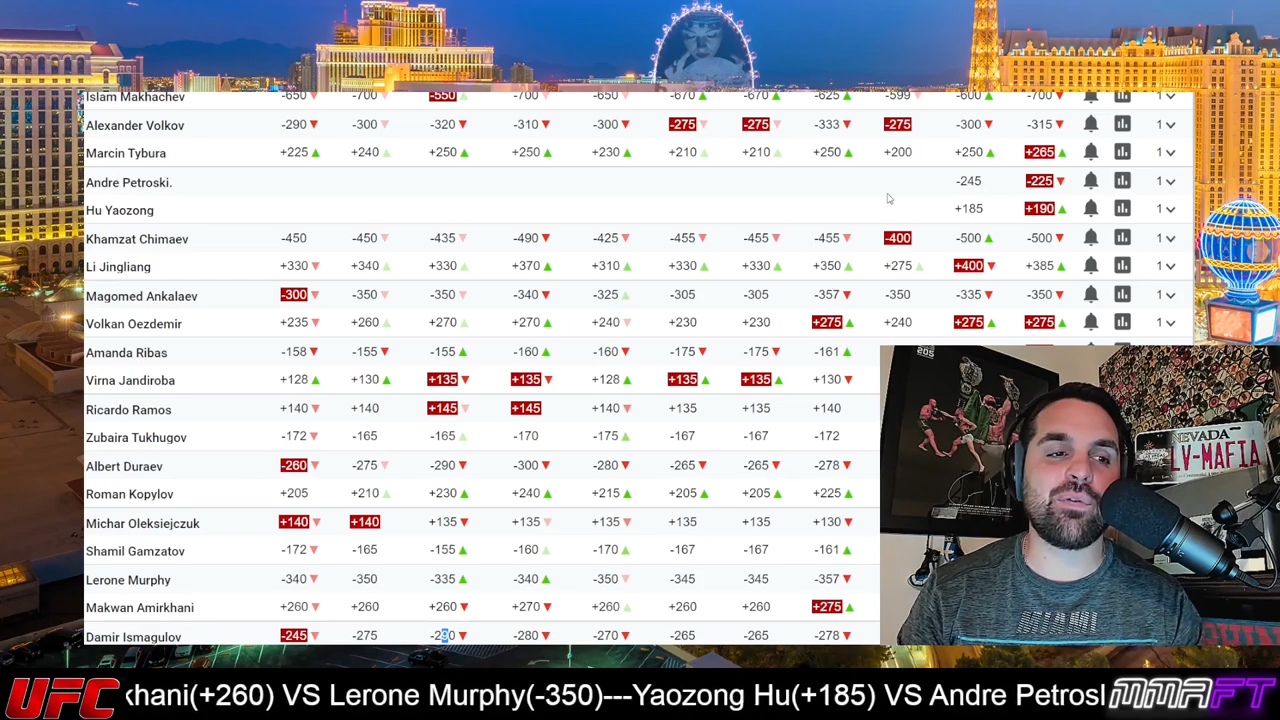 Islam Makhachev -650 -700 -550 -700 -650 -670 -670 -625 -599 -600 -700
Alexander Volkov -290 -300 -320 -310 -300 -275 -275 -333 -275 -300 -315 1
Marcin Tybura +225 +240 +250 +250 +230 +210 +210 +250 +200 +250 +265 1
Andre Petroski. -245 -225 1
Hu Yaozong +185 +190 1
Khamzat Chimaev -450 -450 -435 -490 -425 -455 -455 -455 -400 -500 -500 1
Li Jingliang +330 +340 +330 +370 +310 +330 +330 +350 +275 +400 +385 1
Magomed Ankalaev -300 -350 -350 -340 -325 -305 -305 -357 -350 -335 -350 1
Volkan Oezdemir +235 +260 +270 +270 +240 +230 +230 +275 +240 +275 +275 1
Amanda Ribas -158 -155 -155 -160 -160 -175 -175 -161
Virna Jandiroba +128 +130 +135 +135 +128 +135 +135 +130
Ricardo Ramos +140 +140 +145 +145 +140 +135 +135 +140
Zubaira Tukhugov -172 -165 -165 -170 -175 -167 -167 -172
Albert Duraev -260 -275 -290 -300 -280 -265 -265 -278
Roman Kopylov +205 +210 +230 +240 +215 +205 +205 +225
Michar Oleksiejczuk +140 +140 +135 +135 +135 +135 +135 +130
Shamil Gamzatov -172 -165 -155 -160 -170 -167 -167 -161
Lerone Murphy -340 -350 -335 -340 -350 -345 -345 -357
Makwan Amirkhani +260 +260 +260 +270 +260 +260 +260 +275
Damir Ismagulov -245 -275 -290 -280 -270 -265 -265 -278
205
NEVADA
LV-MAFIA
MIAMI
UFC khani(+260) VS Lerone Murphy(-350)---Yaozong Hu(+185) VS Andre Petrosl MMAFT